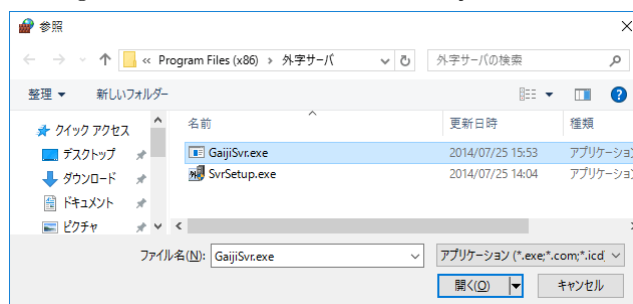 参照
« Program Files (x86) › 外字サーバ
外字サーバの検索
整理 新しいフォルダー
名前 更新日時 種類
クイック アクセス
デスクトップ
ダウンロード
ドキュメント
ピクチャ
GaijiSvr.exe 2014/07/25 15:53 アプリケーショ
SvrSetup.exe 2014/07/25 14:04 アプリケーショ
ファイル名(N): GaijiSvr.exe アプリケーション (*.exe;*.com;*.icd
開く(O) キャンセル